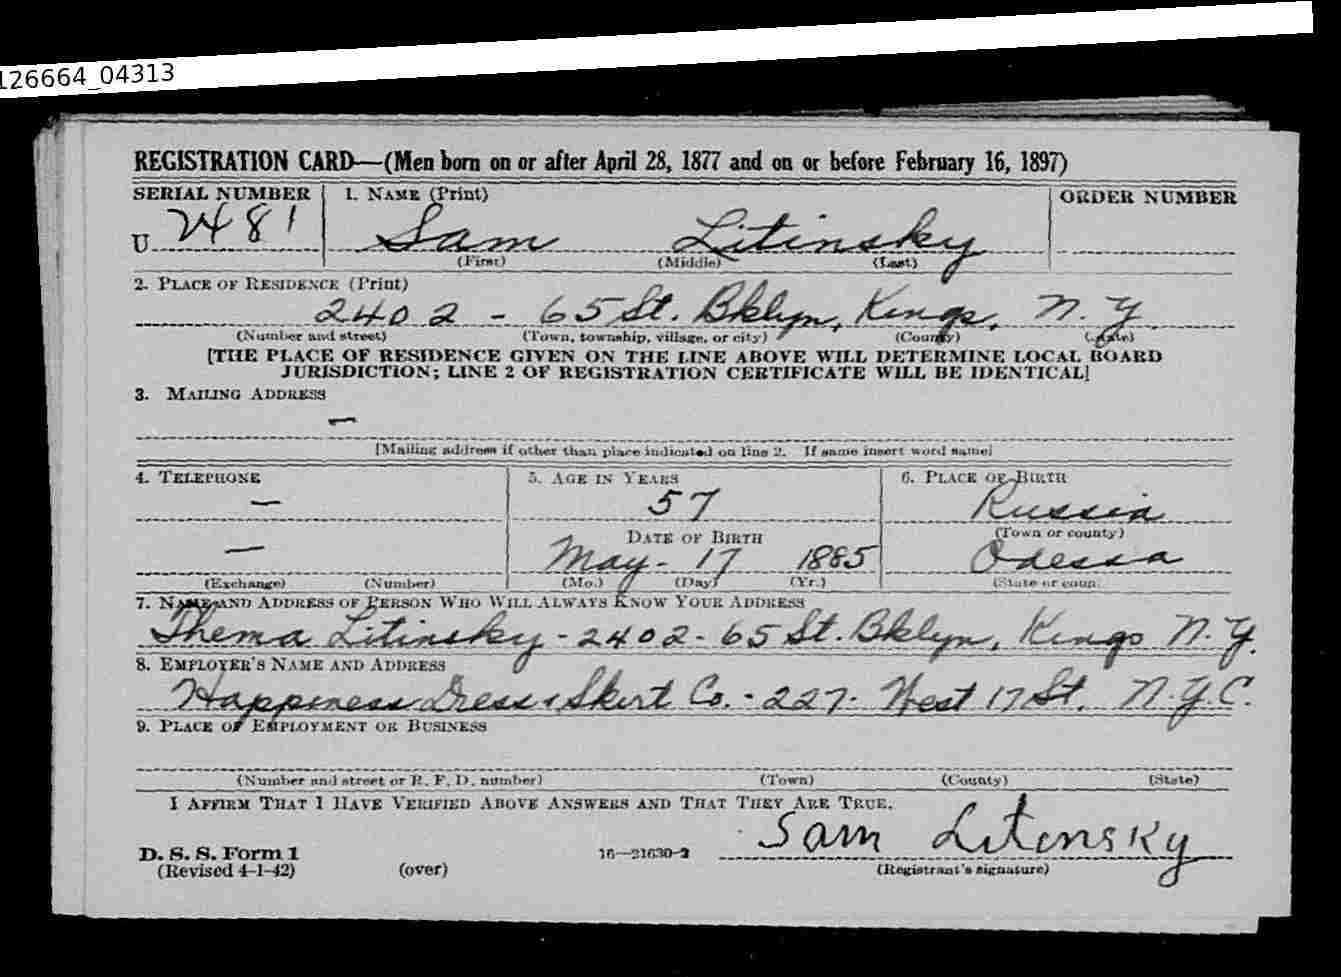 126664_04313
REGISTRATION CARD—(Men born on or after April 28, 1877 and on or before February 16, 1897)
SERIAL NUMBER 1. NAME (Print) ORDER NUMBER
U 2481 Sam Litinsky
(First) (Middle) (Last)
2. PLACE OF RESIDENCE (Print)
2402 - 65 St. Bklyn, Kings, N. Y.
(Number and street) (Town, township, village, or city) (County) (State)
[THE PLACE OF RESIDENCE GIVEN ON THE LINE ABOVE WILL DETERMINE LOCAL BOARD
JURISDICTION; LINE 2 OF REGISTRATION CERTIFICATE WILL BE IDENTICAL]
3. MAILING ADDRESS
—
[Mailing address if other than place indicated on line 2. If same insert word same]
4. TELEPHONE 5. AGE IN YEARS 6. PLACE OF BIRTH
— 57 Russia
DATE OF BIRTH (Town or county)
— May - 17 1885 Odessa
(Exchange) (Number) (Mo.) (Day) (Yr.) (State or coun
7. NAME AND ADDRESS OF PERSON WHO WILL ALWAYS KNOW YOUR ADDRESS
Thema Litinsky - 2402 - 65 St. Bklyn, Kings N. Y.
8. EMPLOYER'S NAME AND ADDRESS
Happiness Dress & Skirt Co. - 227 - West 17 St. N.Y.C.
9. PLACE OF EMPLOYMENT OR BUSINESS
(Number and street or R. F. D. number) (Town) (County) (State)
I AFFIRM THAT I HAVE VERIFIED ABOVE ANSWERS AND THAT THEY ARE TRUE.
Sam Litensky
D. S. S. Form 1 16—21630-2
(Revised 4-1-42) (over) (Registrant's signature)